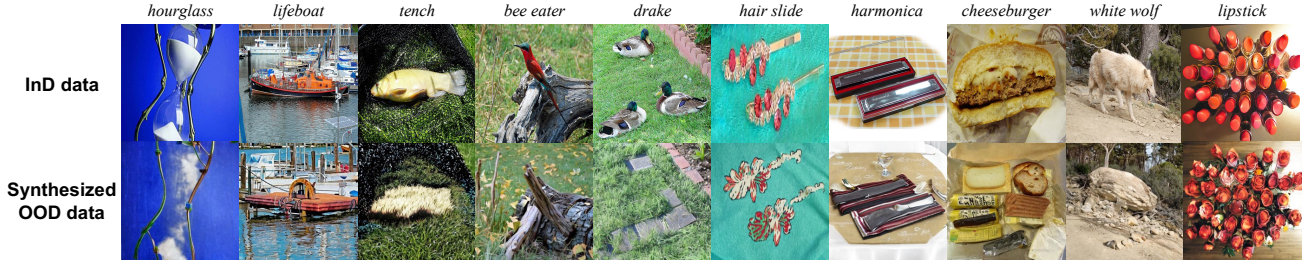 hourglass lifeboat tench bee eater drake hair slide harmonica cheeseburger white wolf lipstick
InD data
Synthesized
OOD data